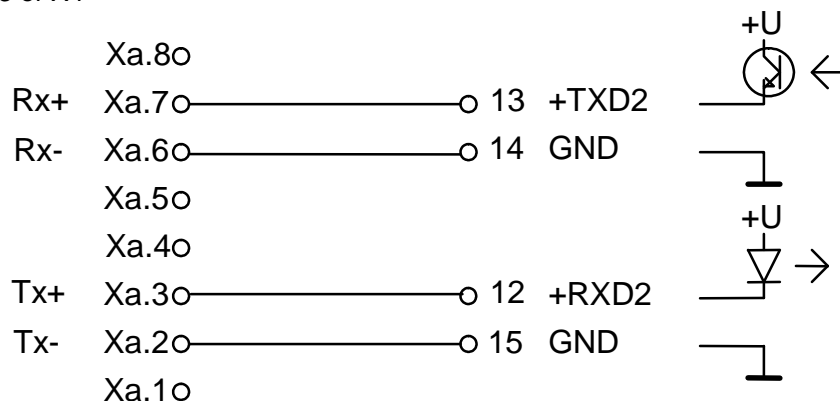 +U
Xa.8
Rx+ Xa.7 13 +TXD2
Rx- Xa.6 14 GND
Xa.5
+U
Xa.4
Tx+ Xa.3 12 +RXD2
Tx- Xa.2 15 GND
Xa.1